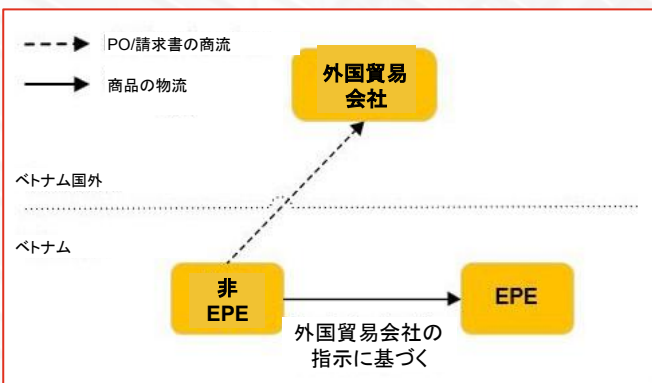 PO/請求書の商流
商品の物流
外国貿易
会社
ベトナム国外
ベトナム
非
EPE
EPE
外国貿易会社の
指示に基づく